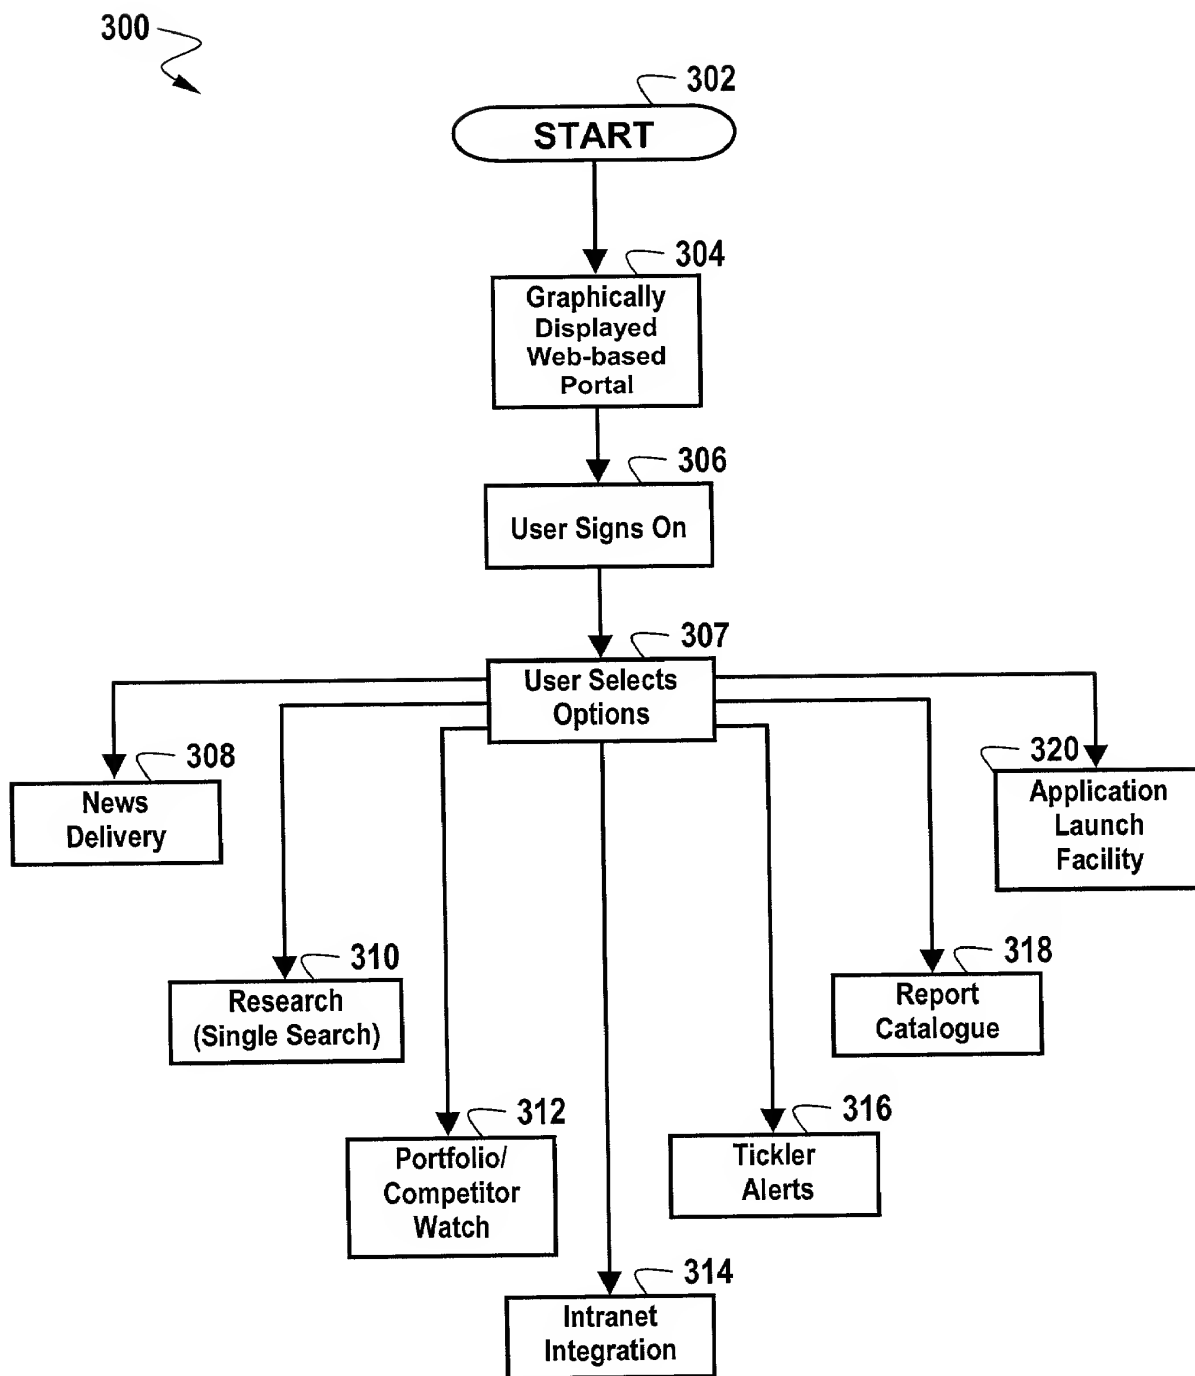 300
302
START
304
Graphically
Displayed
Web-based
Portal
306
User Signs On
307
User Selects
Options
308
News
Delivery
320
Application
Launch
Facility
310
Research
(Single Search)
318
Report
Catalogue
312
Portfolio/
Competitor
Watch
316
Tickler
Alerts
314
Intranet
Integration